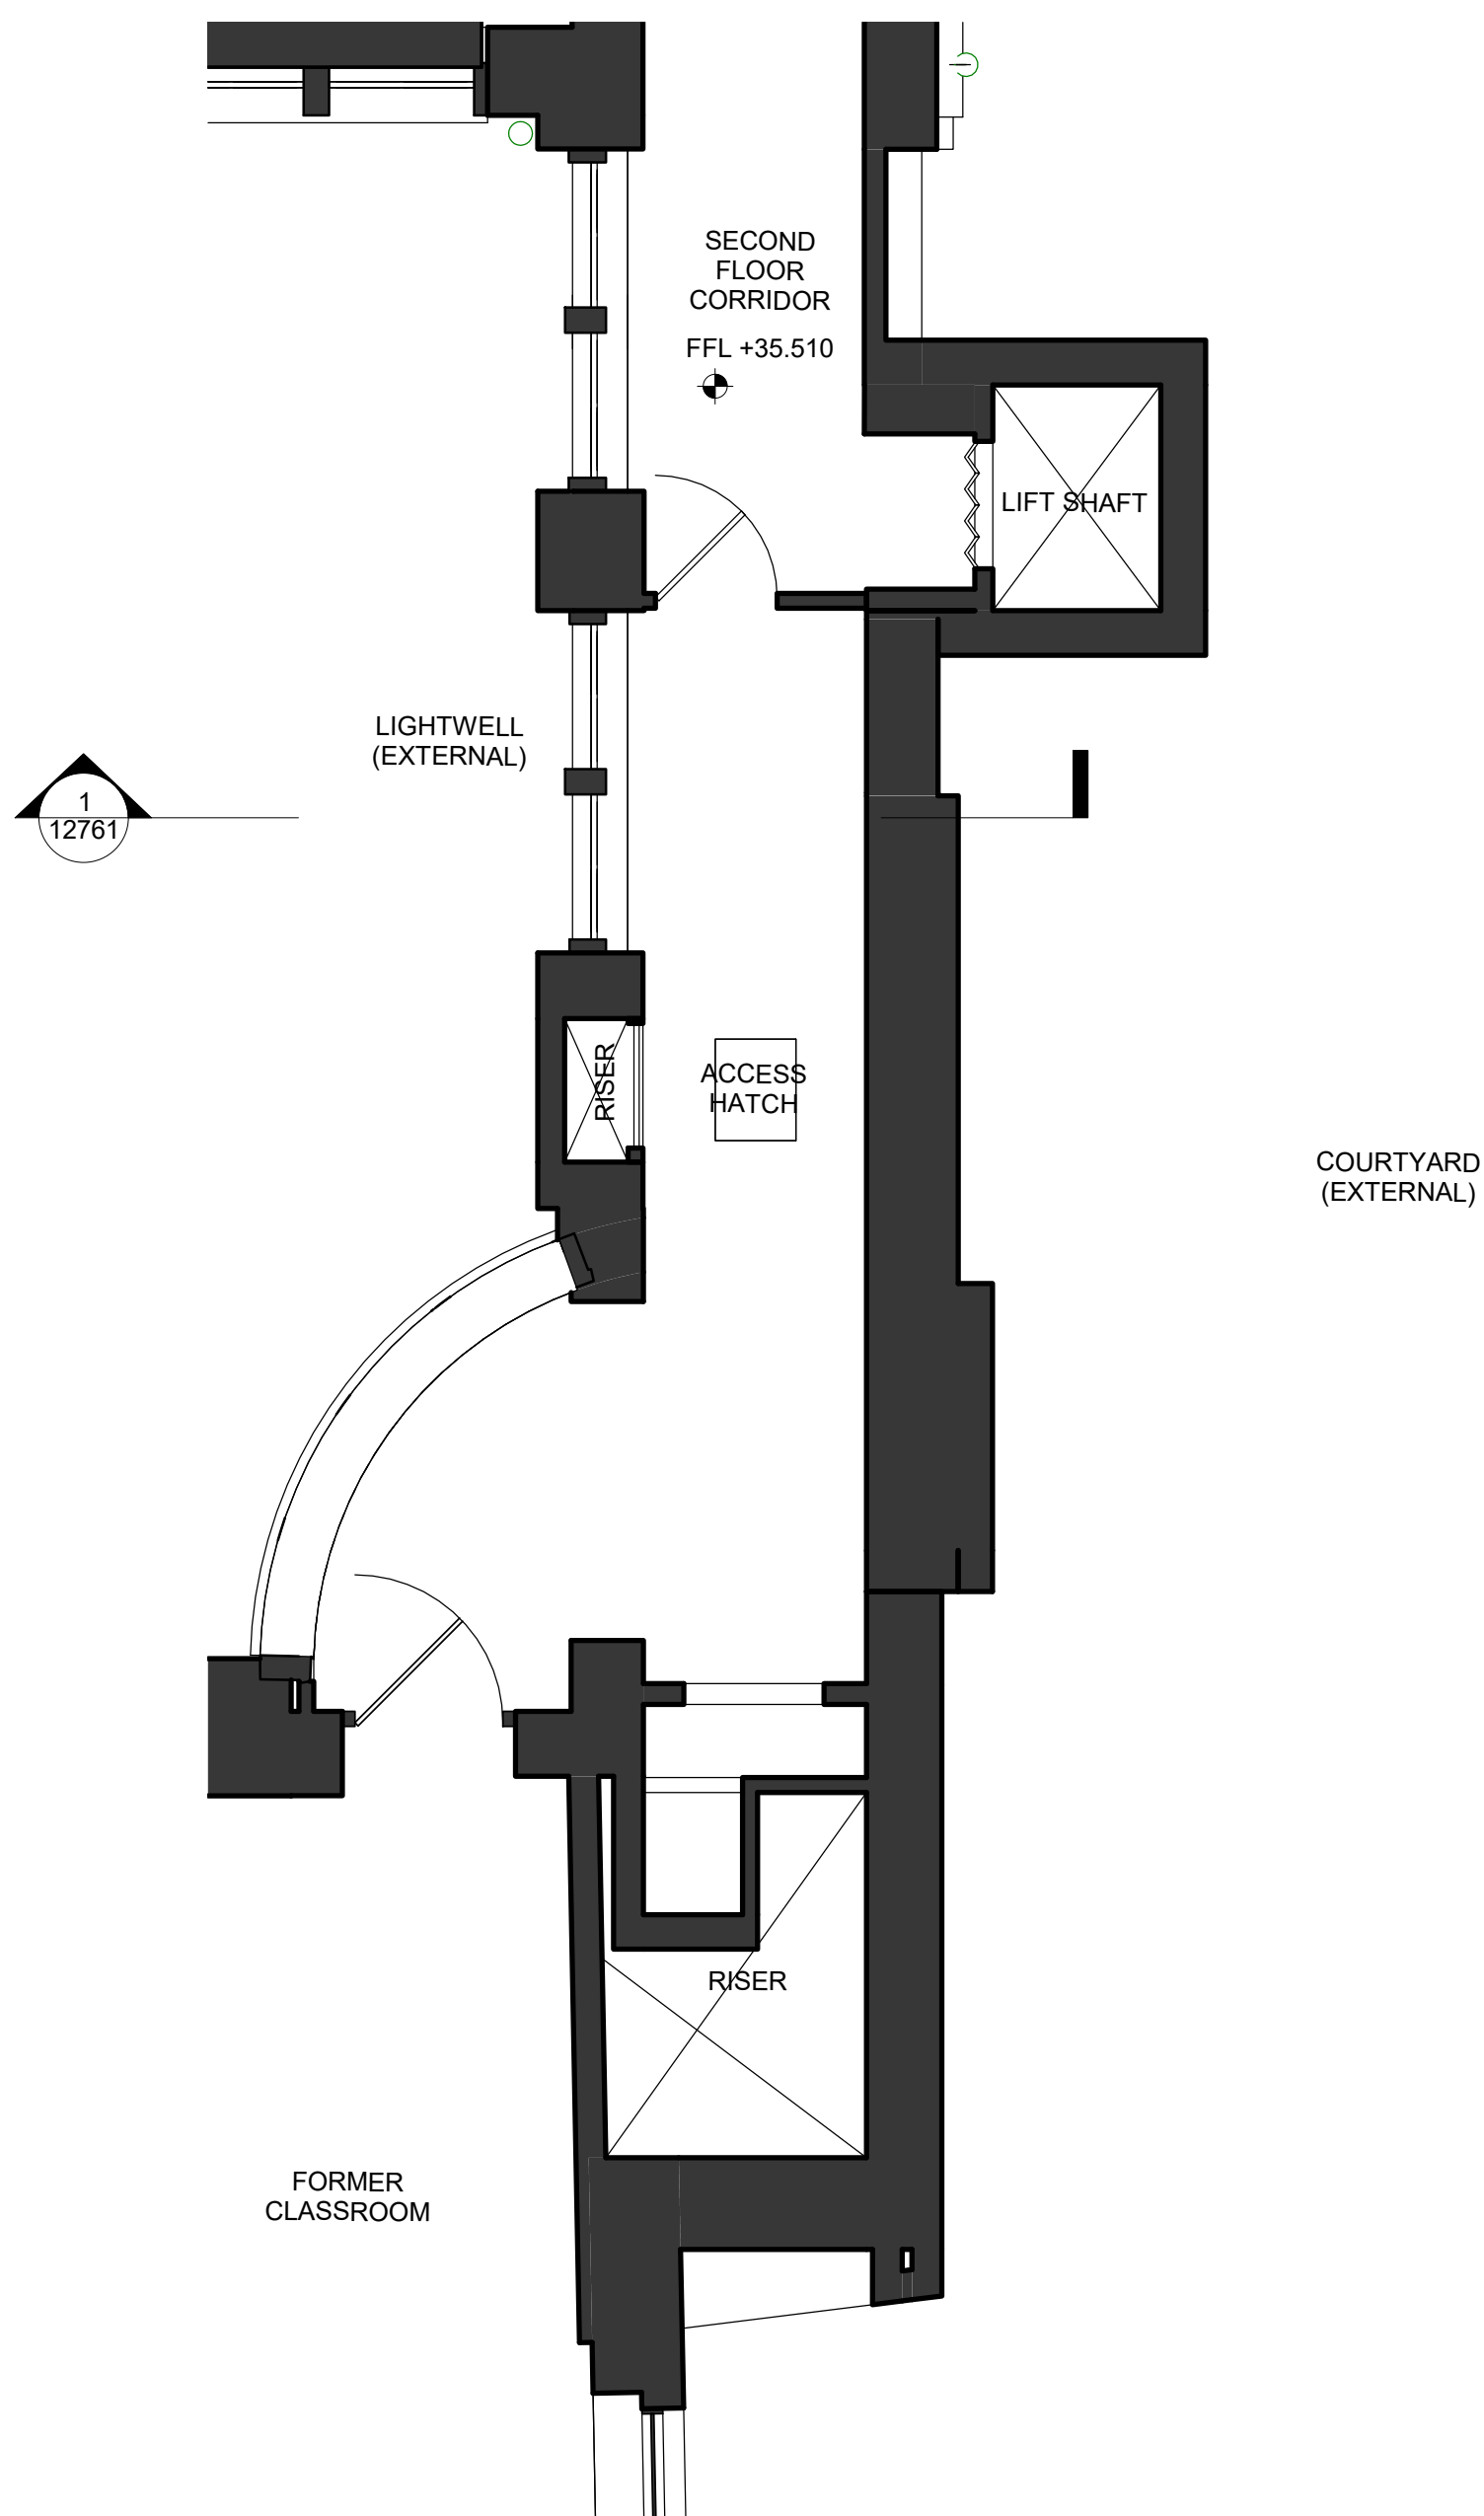 SECOND
FLOOR
CORRIDOR
FFL +35.510
LIFT SHAFT
LIGHTWELL
(EXTERNAL)
1
12761
RISER
ACCESS
HATCH
COURTYARD
(EXTERNAL)
RISER
FORMER
CLASSROOM